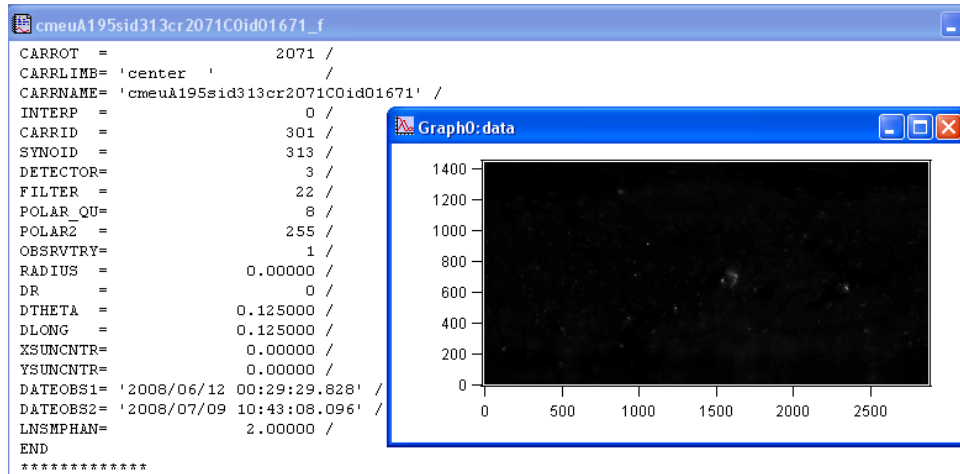 cmeuA195sid313cr2071C0id01671_f
CARROT  =                 2071 /
CARRLIMB= 'center  '           /
CARRNAME= 'cmeuA195sid313cr2071C0id01671' /
INTERP  =                    0 /
CARRID  =                  301 /
SYNOID  =                  313 /
DETECTOR=                    3 /
FILTER  =                   22 /
POLAR_QU=                    8 /
POLAR2  =                  255 /
OBSRVTRY=                    1 /
RADIUS  =              0.00000 /
DR      =                    0 /
DTHETA  =             0.125000 /
DLONG   =             0.125000 /
XSUNCNTR=              0.00000 /
YSUNCNTR=              0.00000 /
DATEOBS1= '2008/06/12 00:29:29.828' /
DATEOBS2= '2008/07/09 10:43:08.096' /
LNSMPHAN=              2.00000 /
END
*************
Graph0:data
1400
1200
1000
800
600
400
200
0
0 500 1000 1500 2000 2500